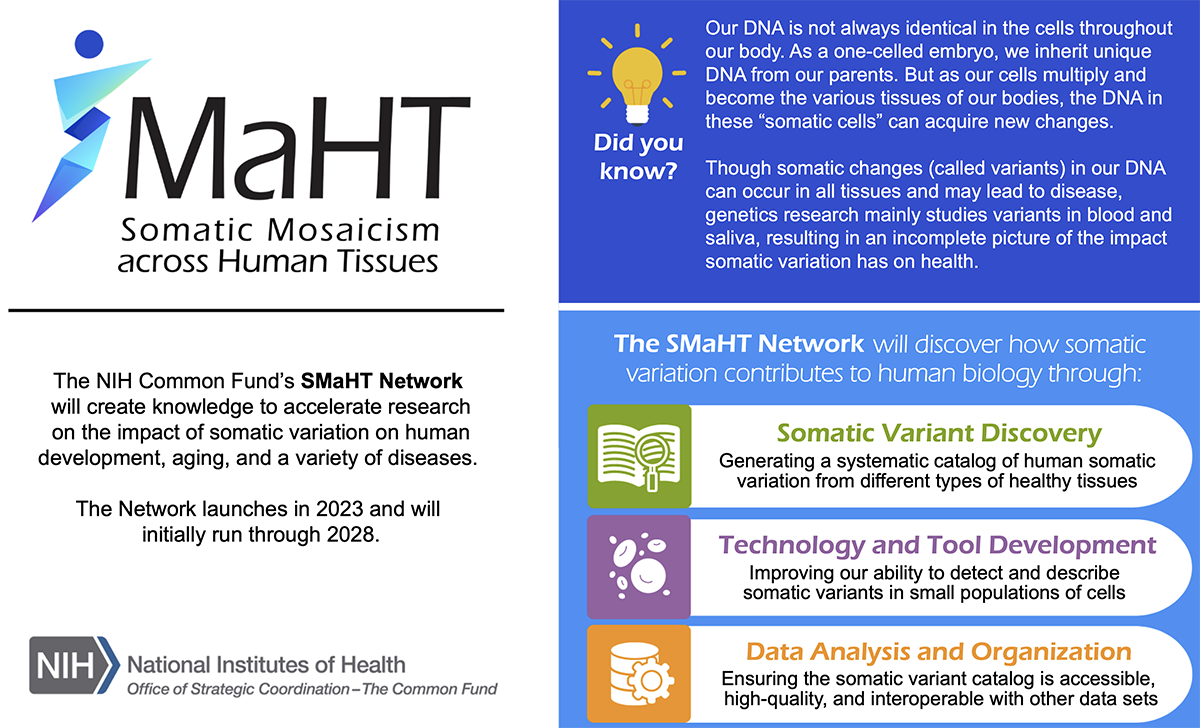 SMaHT
Somatic Mosaicism
across Human Tissues
The NIH Common Fund’s SMaHT Network
will create knowledge to accelerate research
on the impact of somatic variation on human
development, aging, and a variety of diseases.
The Network launches in 2023 and will
initially run through 2028.
NIH
National Institutes of Health
Office of Strategic Coordination – The Common Fund
Did you
know?
Our DNA is not always identical in the cells throughout
our body. As a one-celled embryo, we inherit unique
DNA from our parents. But as our cells multiply and
become the various tissues of our bodies, the DNA in
these “somatic cells” can acquire new changes.
Though somatic changes (called variants) in our DNA
can occur in all tissues and may lead to disease,
genetics research mainly studies variants in blood and
saliva, resulting in an incomplete picture of the impact
somatic variation has on health.
The SMaHT Network will discover how somatic
variation contributes to human biology through:
Somatic Variant Discovery
Generating a systematic catalog of human somatic
variation from different types of healthy tissues
Technology and Tool Development
Improving our ability to detect and describe
somatic variants in small populations of cells
Data Analysis and Organization
Ensuring the somatic variant catalog is accessible,
high-quality, and interoperable with other data sets